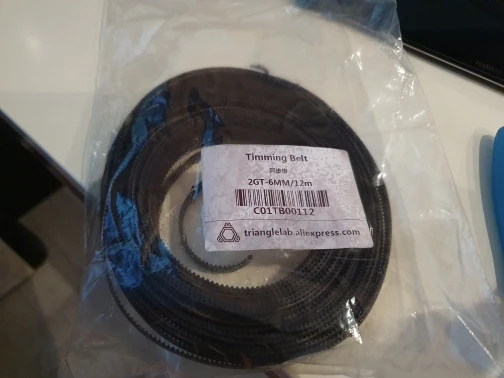 Timming Belt
同步带
2GT-6MM/12m
C01TB00112
trianglelab.aliexpress.com